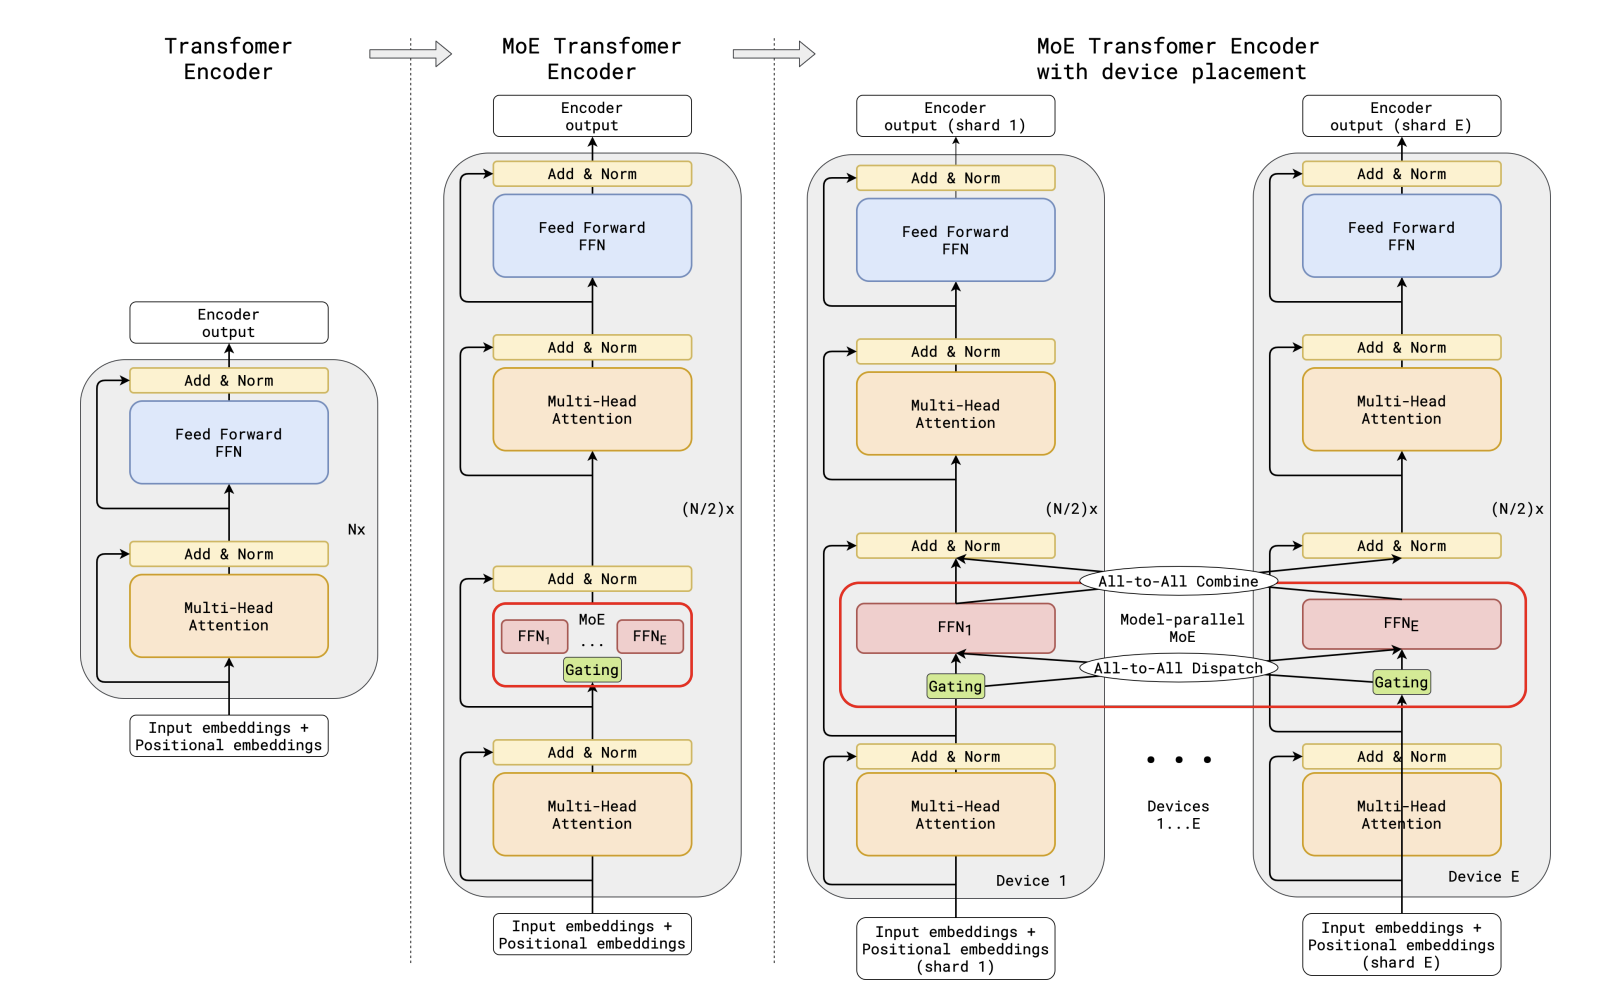 Transfomer
Encoder
Encoder
output
Add & Norm
Feed Forward
FFN
Nx
Add & Norm
Multi-Head
Attention
Input embeddings +
Positional embeddings
MoE Transfomer
Encoder
Encoder
output
Add & Norm
Feed Forward
FFN
Add & Norm
Multi-Head
Attention
(N/2)x
Add & Norm
MoE
FFN1 ... FFNE
Gating
Add & Norm
Multi-Head
Attention
Input embeddings +
Positional embeddings
MoE Transfomer Encoder
with device placement
Encoder
output (shard 1)
Add & Norm
Feed Forward
FFN
Add & Norm
Multi-Head
Attention
(N/2)x
Add & Norm
FFN1
Gating
Add & Norm
Multi-Head
Attention
Device 1
Input embeddings +
Positional embeddings
(shard 1)
All-to-All Combine
Model-parallel
MoE
All-to-All Dispatch
• • •
Devices
1...E
Encoder
output (shard E)
Add & Norm
Feed Forward
FFN
Add & Norm
Multi-Head
Attention
(N/2)x
Add & Norm
FFNE
Gating
Add & Norm
Multi-Head
Attention
Device E
Input embeddings +
Positional embeddings
(shard E)